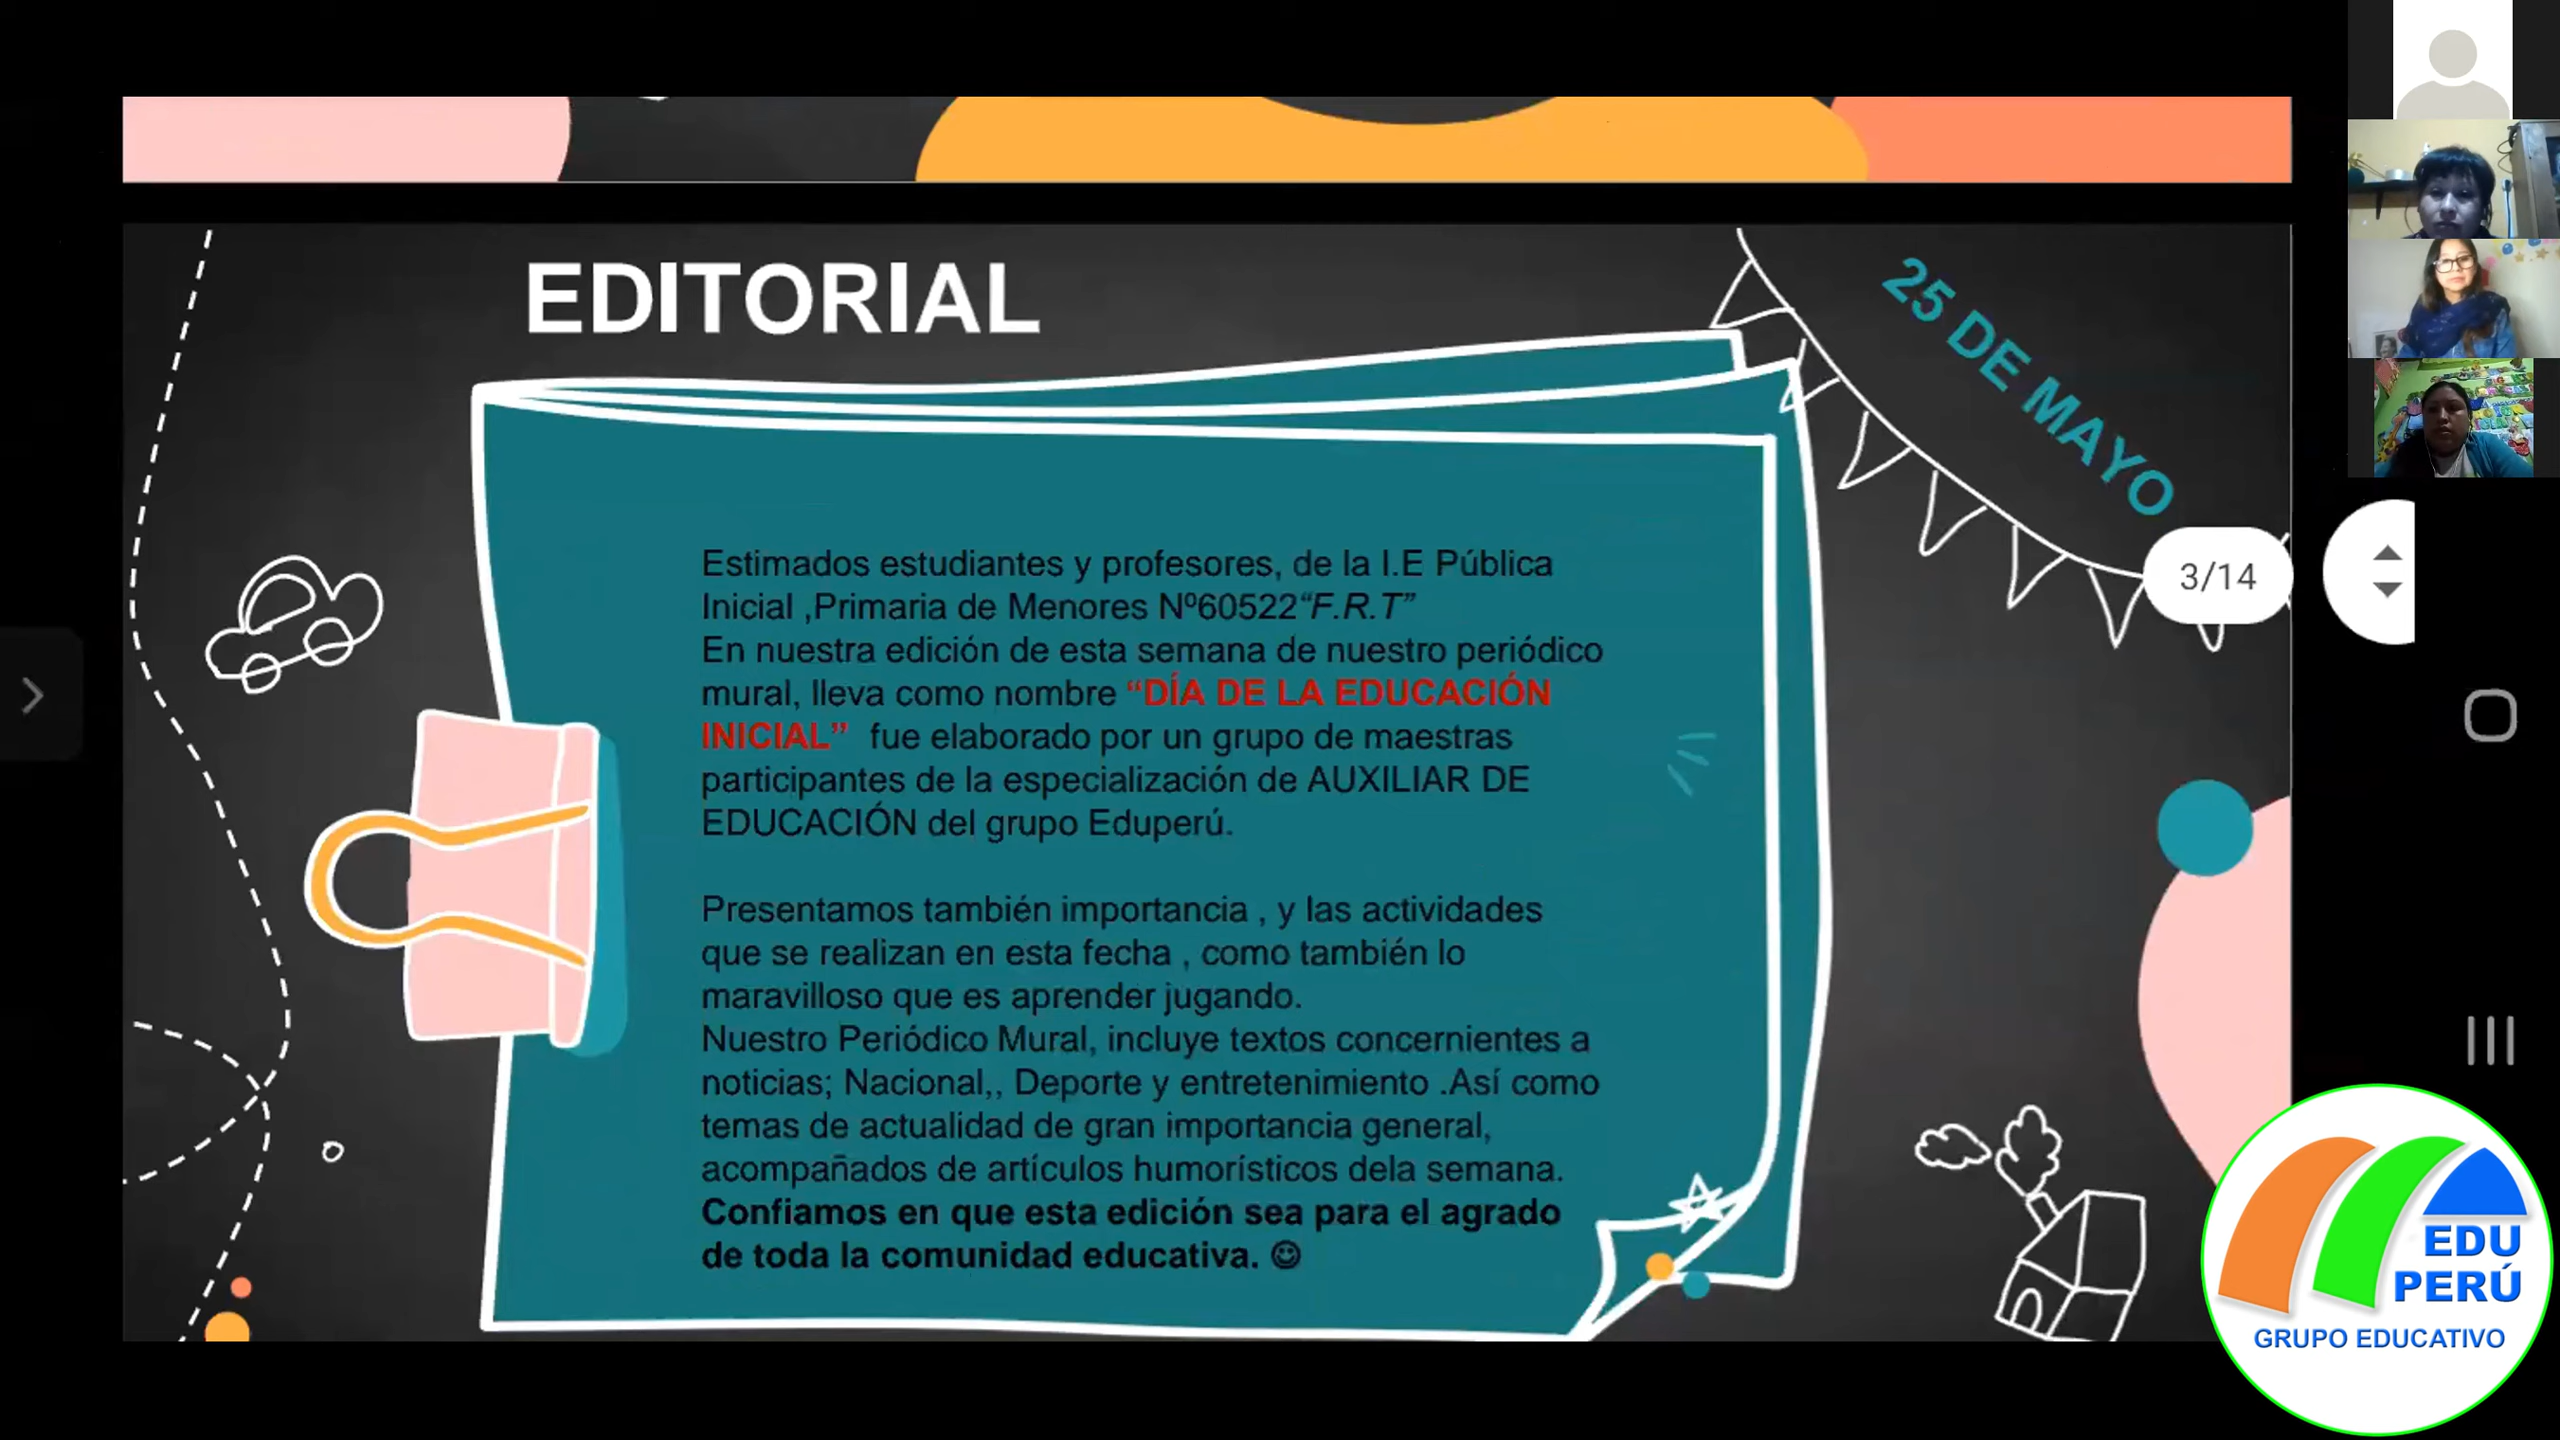 EDITORIAL
25 DE MAYO
Estimados estudiantes y profesores, de la I.E Pública
Inicial ,Primaria de Menores Nº60522“F.R.T”
En nuestra edición de esta semana de nuestro periódico
mural, lleva como nombre “DÍA DE LA EDUCACIÓN
INICIAL” fue elaborado por un grupo de maestras
participantes de la especialización de AUXILIAR DE
EDUCACIÓN del grupo Eduperú.
Presentamos también importancia , y las actividades
que se realizan en esta fecha , como también lo
maravilloso que es aprender jugando.
Nuestro Periódico Mural, incluye textos concernientes a
noticias; Nacional,, Deporte y entretenimiento .Así como
temas de actualidad de gran importancia general,
acompañados de artículos humorísticos dela semana.
Confiamos en que esta edición sea para el agrado
de toda la comunidad educativa. ☺
3/14
EDU
PERÚ
GRUPO EDUCATIVO